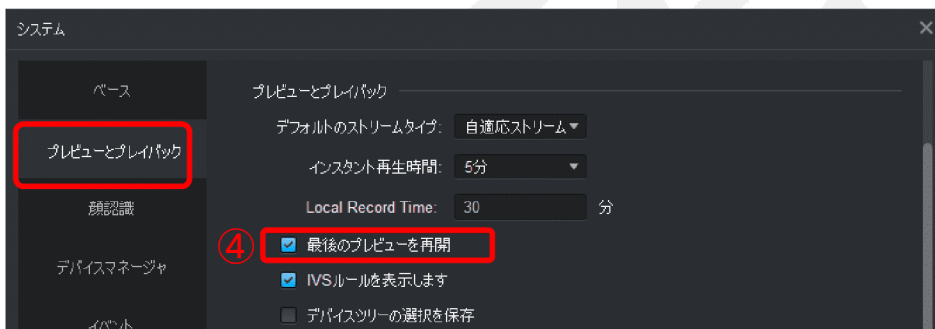 システム
ベース
プレビューとプレイバック
顔認識
デバイスマネージャ
イベント
プレビューとプレイバック
デフォルトのストリームタイプ: 自適応ストリーム
インスタント再生時間: 5分
Local Record Time: 30 分
④ 最後のプレビューを再開
IVSルールを表示します
デバイスツリーの選択を保存